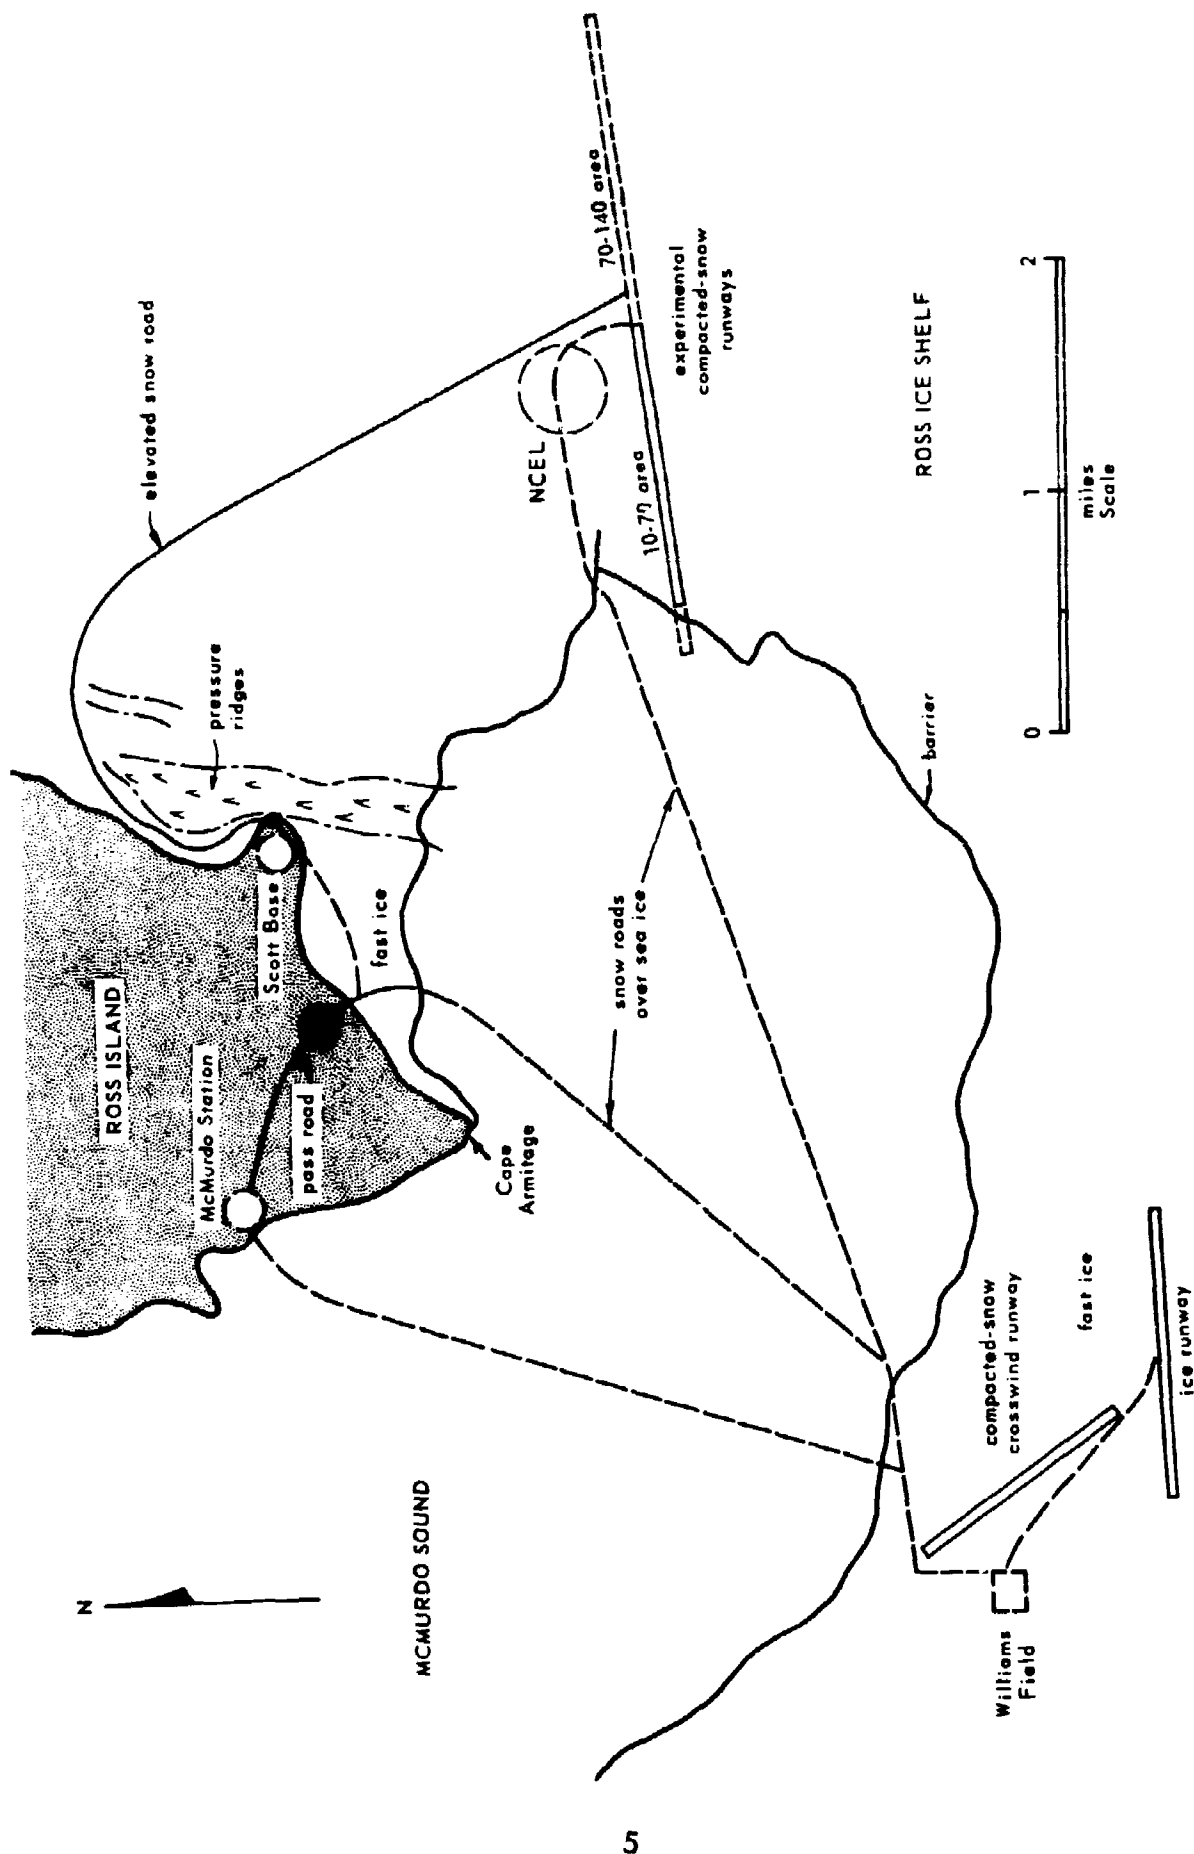 N
ROSS ISLAND
McMurdo Station
pass road
Scott Base
Cape
Armitage
fast ice
pressure
ridges
elevated snow road
MCMURDO SOUND
snow roads
over sea ice
NCEL
10-70 area
70-140 area
experimental
compacted-snow
runways
barrier
ROSS ICE SHELF
Williams
Field
compacted-snow
crosswind runway
fast ice
ice runway
0
1
2
miles
Scale
5